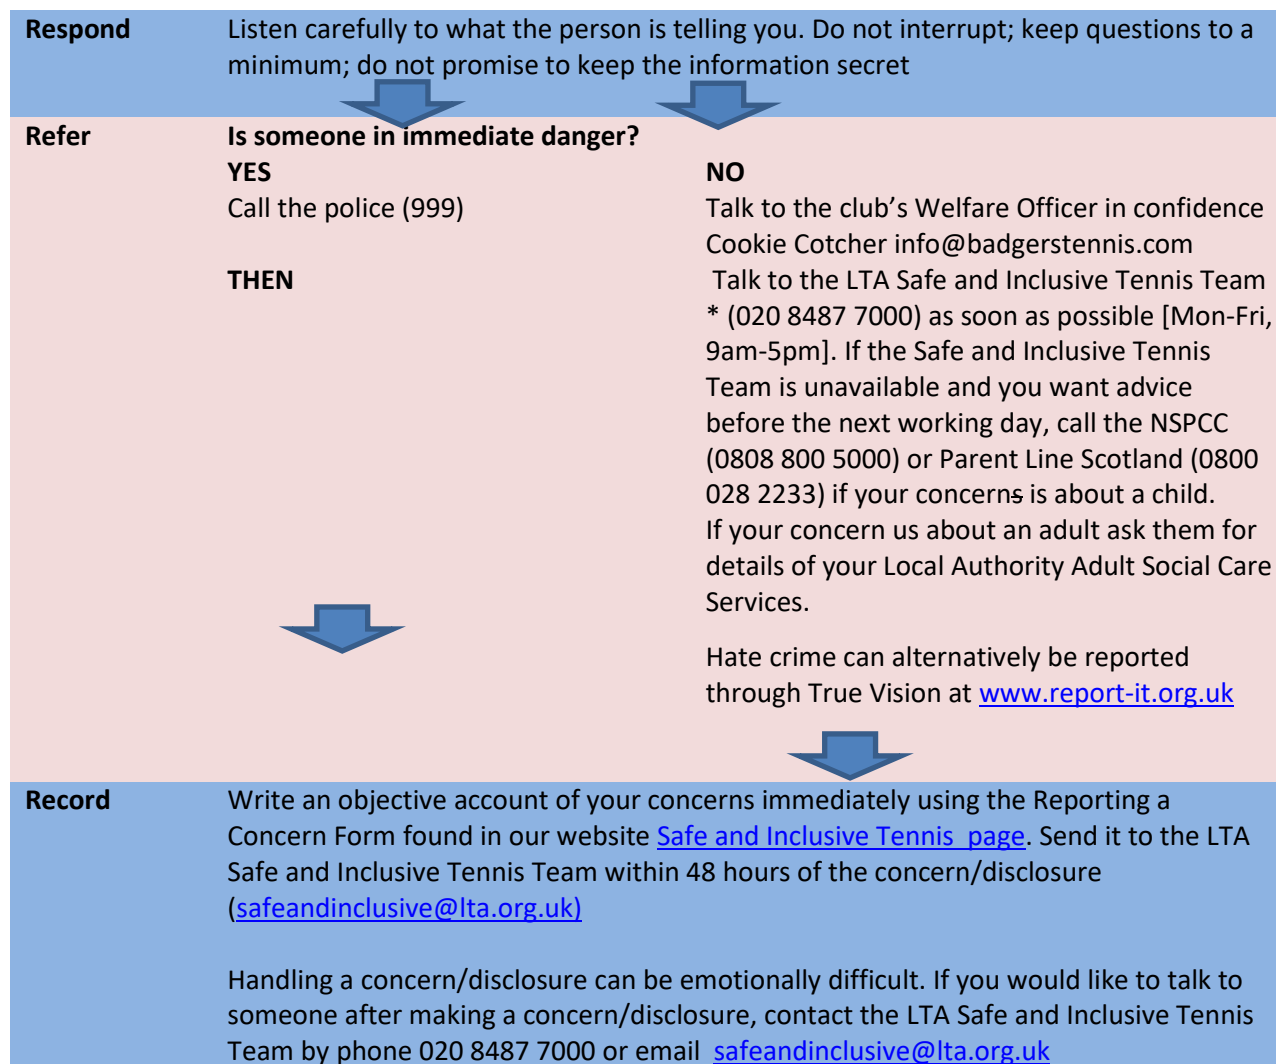 Respond Listen carefully to what the person is telling you. Do not interrupt; keep questions to a
minimum; do not promise to keep the information secret
Refer Is someone in immediate danger?
YES
Call the police (999)
THEN
NO
Talk to the club’s Welfare Officer in confidence
Cookie Cotcher info@badgerstennis.com
Talk to the LTA Safe and Inclusive Tennis Team
* (020 8487 7000) as soon as possible [Mon-Fri,
9am-5pm]. If the Safe and Inclusive Tennis
Team is unavailable and you want advice
before the next working day, call the NSPCC
(0808 800 5000) or Parent Line Scotland (0800
028 2233) if your concerns is about a child.
If your concern us about an adult ask them for
details of your Local Authority Adult Social Care
Services.
Hate crime can alternatively be reported
through True Vision at www.report-it.org.uk
Record Write an objective account of your concerns immediately using the Reporting a
Concern Form found in our website Safe and Inclusive Tennis page. Send it to the LTA
Safe and Inclusive Tennis Team within 48 hours of the concern/disclosure
(safeandinclusive@lta.org.uk)
Handling a concern/disclosure can be emotionally difficult. If you would like to talk to
someone after making a concern/disclosure, contact the LTA Safe and Inclusive Tennis
Team by phone 020 8487 7000 or email safeandinclusive@lta.org.uk